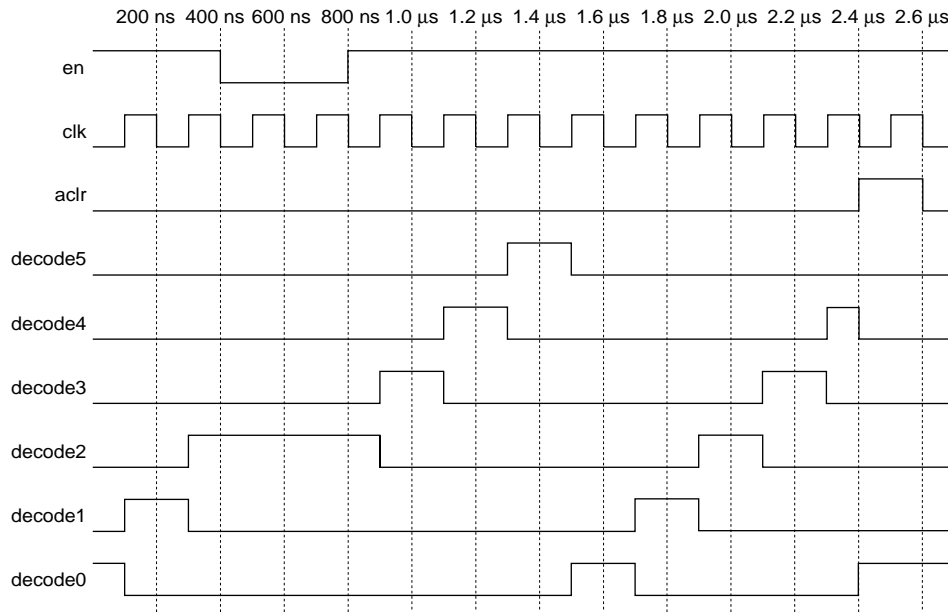 200 ns 400 ns 600 ns 800 ns 1.0 μs 1.2 μs 1.4 μs 1.6 μs 1.8 μs 2.0 μs 2.2 μs 2.4 μs 2.6 μs
en
clk
aclr
decode5
decode4
decode3
decode2
decode1
decode0